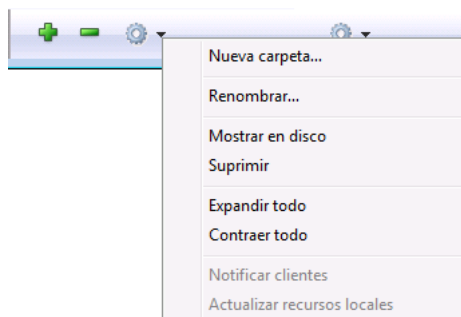 Nueva carpeta...
Renombrar...
Mostrar en disco
Suprimir
Expandir todo
Contraer todo
Notificar clientes
Actualizar recursos locales